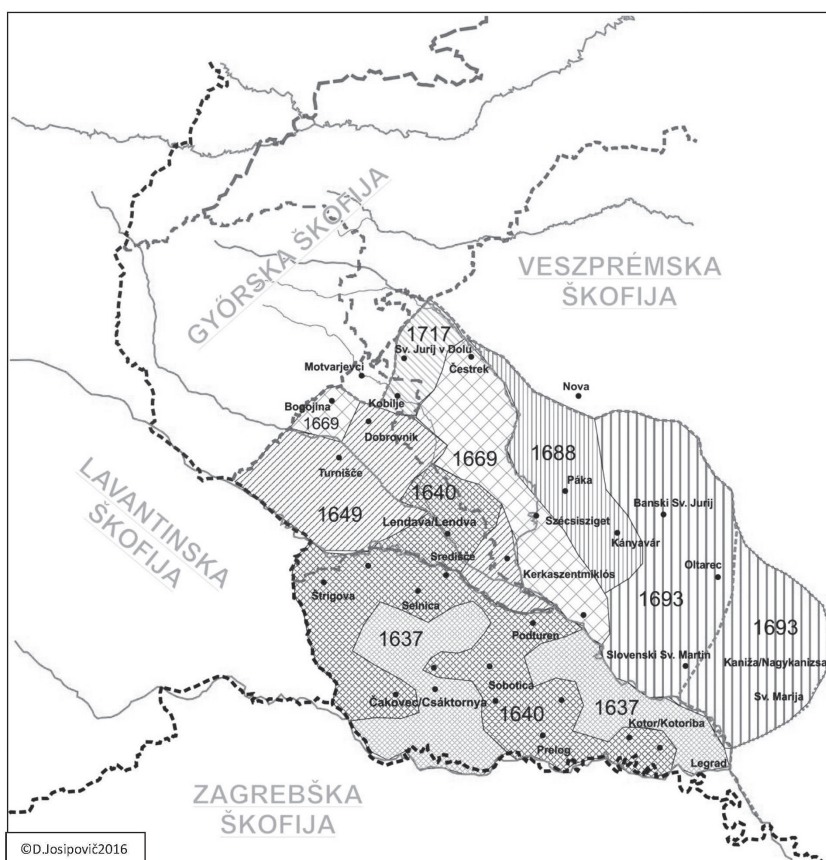 GYŐRSKA ŠKOFIJA
VESZPRÉMSKA
ŠKOFIJA
1717
Sv. Jurij v Dolu
Čestrek
Motvarjevci
Nova
Kobilje
Bogojina
1669
Dobrovnik
1669
1688
Turnišče
Páka
LAVANTINSKA
ŠKOFIJA
1640
1649
Banski Sv. Jurij
Lendava/Lendva
Szécsisziget
Kányavár
Središče
Kerkaszentmiklós
Oltarec
Štrigova
Selnica
1693
1693
Podturen
1637
Slovenski Sv. Martin
Kaniža/Nagykanizsa
Sobotica
Sv. Marija
Čakovec/Csáktornya
1640
1637
Kotor/Kotoriba
Prelog
Legrad
ZAGREBŠKA
ŠKOFIJA
©D.Josipovič2016